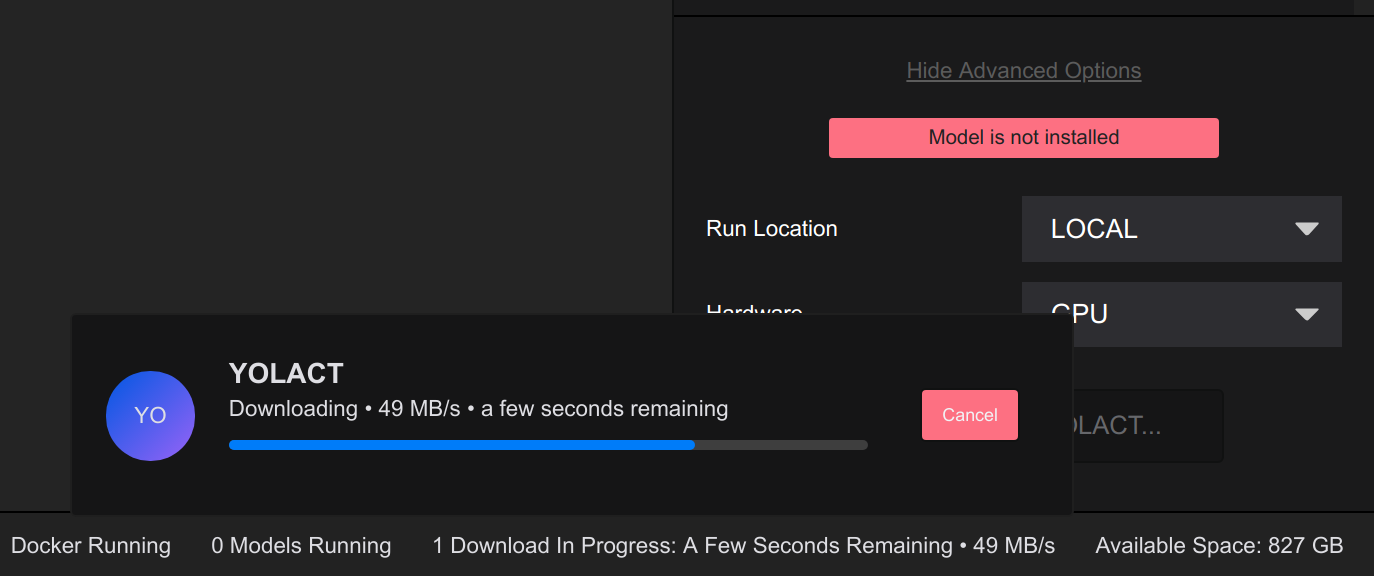 Hide Advanced Options
Model is not installed
Run Location
LOCAL
Hardware
YOLACT
YO
Downloading • 49 MB/s • a few seconds remaining
Cancel
Docker Running
0 Models Running
1 Download In Progress: A Few Seconds Remaining • 49 MB/s
Available Space: 827 GB